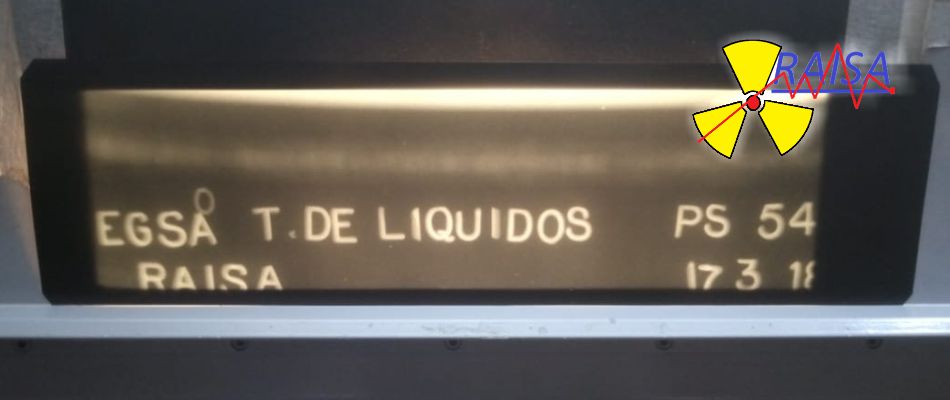 RAISA
EGSA T. DE LIQUIDOS PS 54
RAISA 17 3 18